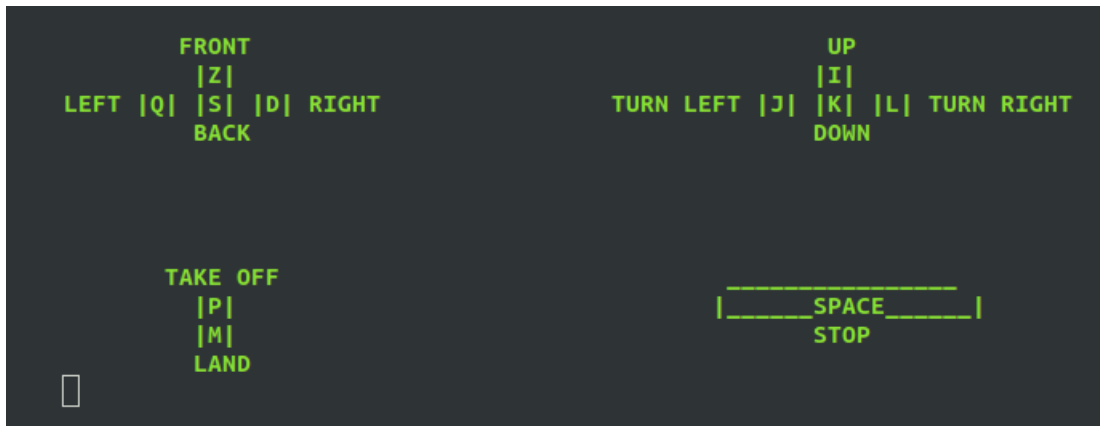 FRONT UP
|Z| |I|
LEFT |Q| |S| |D| RIGHT TURN LEFT |J| |K| |L| TURN RIGHT
BACK DOWN
TAKE OFF ________________
|P| |______SPACE______|
|M| STOP
LAND